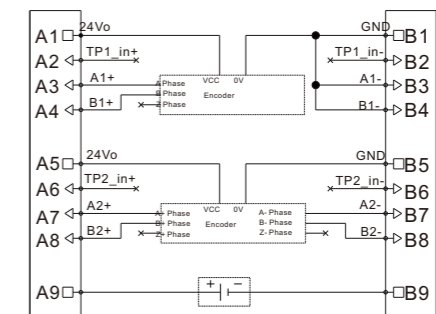 24Vo GND
A1 B1
TP1_in+ TP1_in-
A2 B2
A1+ A1-
A3 A Phase VCC 0V B3
B1+ B Phase Encoder B1-
A4 Z Phase B4
24Vo GND
A5 B5
TP2_in+ TP2_in-
A6 B6
A2+ A2-
A7 A+ Phase VCC 0V A- Phase B7
B2+ B+ Phase Encoder B- Phase B2-
A8 Z+ Phase Z- Phase B8
+ −
A9 B9